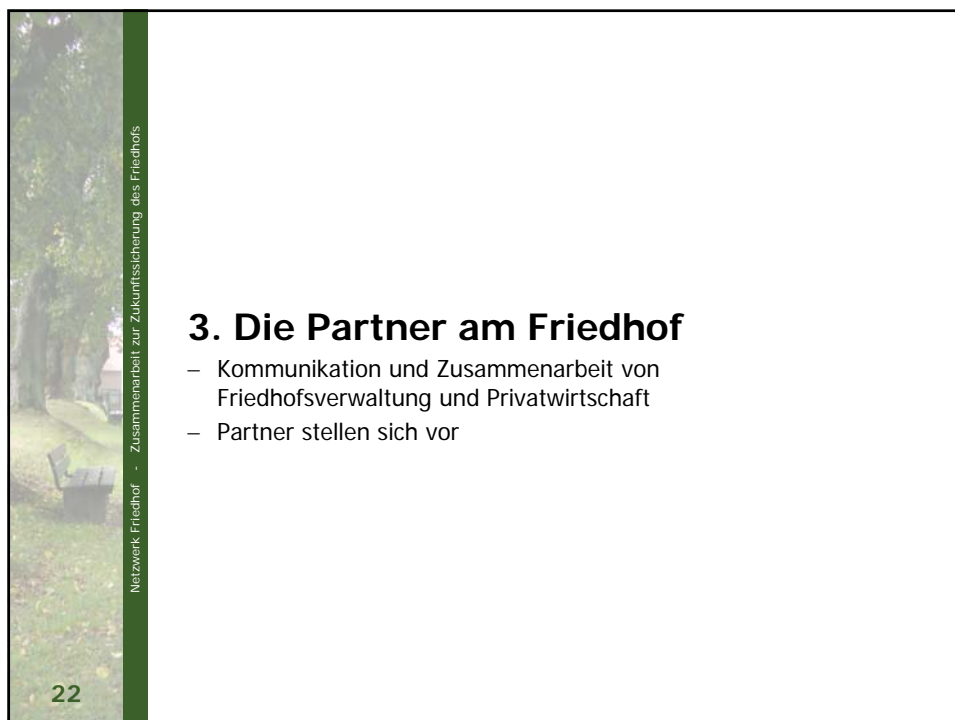 Netzwerk Friedhof - Zusammenarbeit zur Zukunftssicherung des Friedhofs
3. Die Partner am Friedhof
– Kommunikation und Zusammenarbeit von
Friedhofsverwaltung und Privatwirtschaft
– Partner stellen sich vor
22